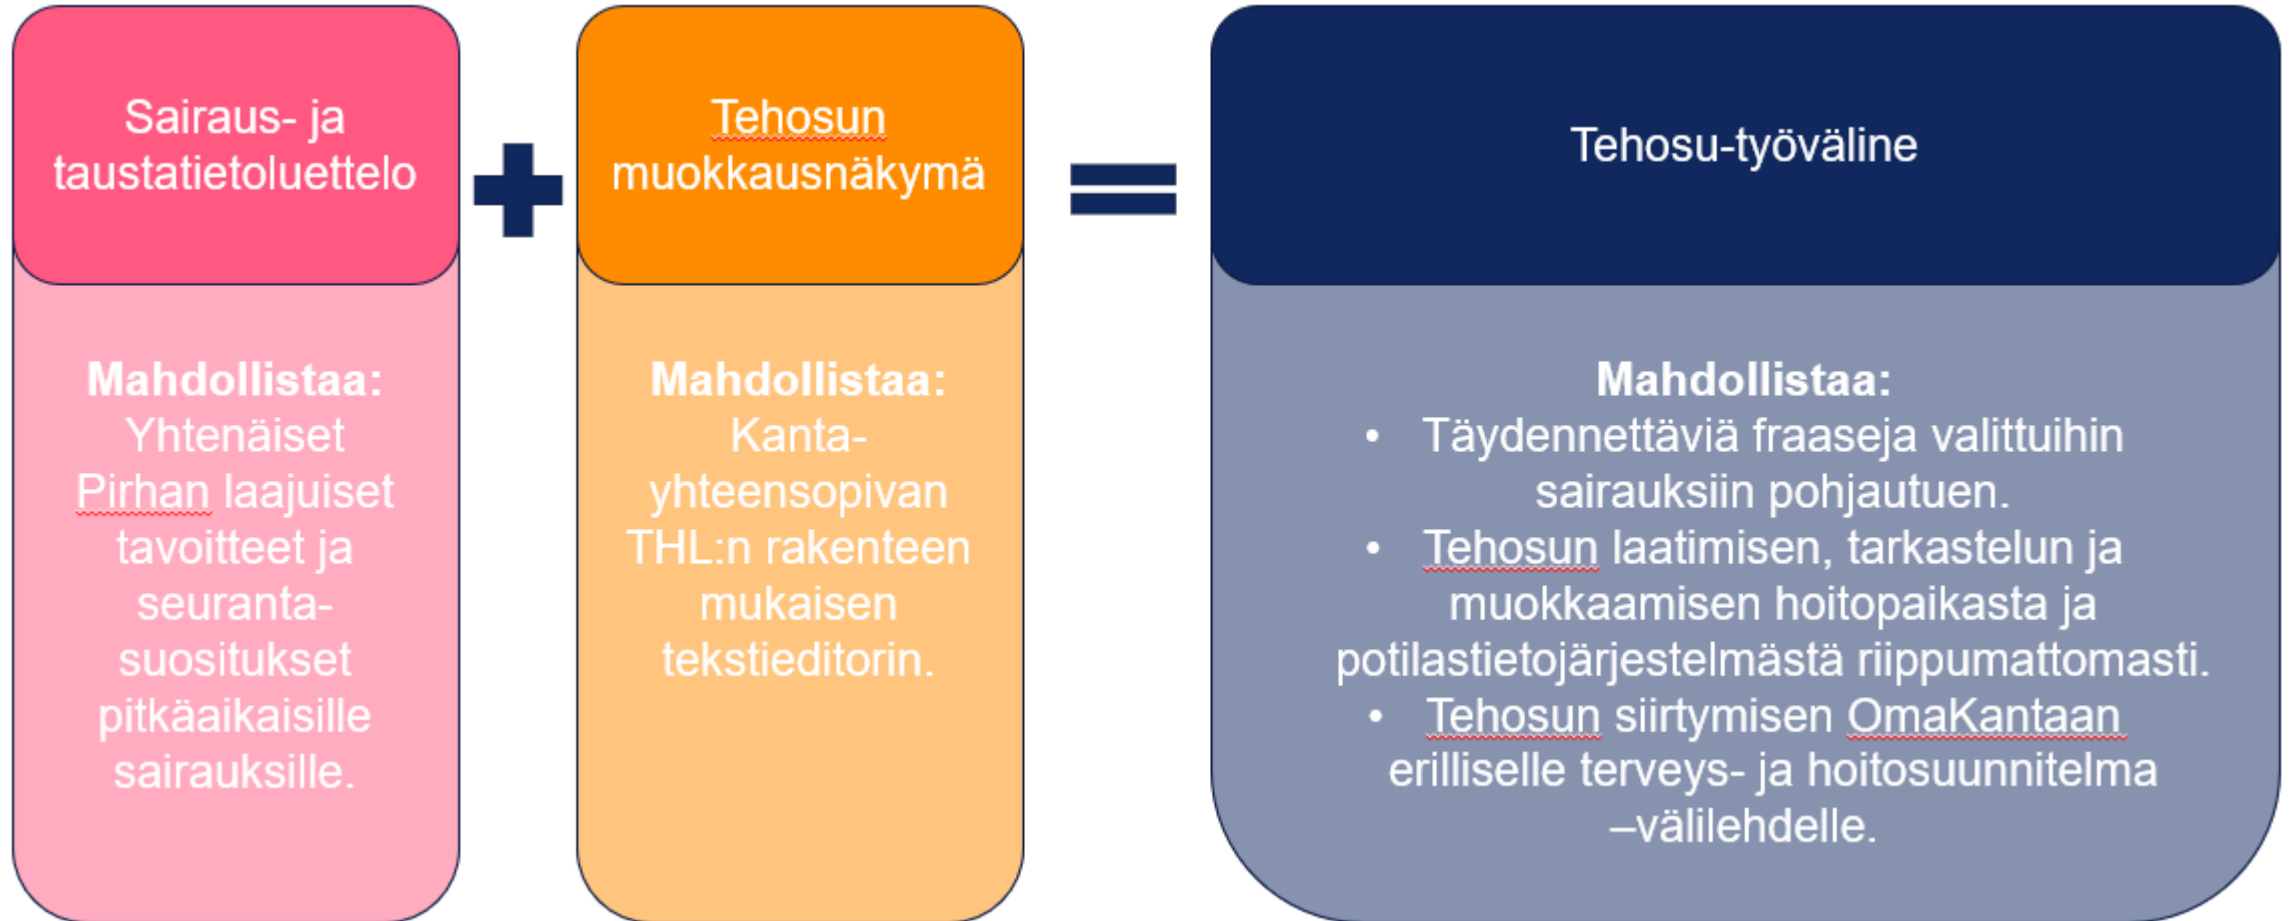 Sairaus- ja
taustatietoluettelo
Mahdollistaa:
Yhtenäiset
Pirhan laajuiset
tavoitteet ja
seuranta-
suositukset
pitkäaikaisille
sairauksille.
Tehosun
muokkausnäkymä
Mahdollistaa:
Kanta-
yhteensopivan
THL:n rakenteen
mukaisen
tekstieditorin.
Tehosu-työväline
Mahdollistaa:
• Täydennettäviä fraaseja valittuihin
sairauksiin pohjautuen.
• Tehosun laatimisen, tarkastelun ja
muokkaamisen hoitopaikasta ja
potilastietojärjestelmästä riippumattomasti.
• Tehosun siirtymisen OmaKantaan
erilliselle terveys- ja hoitosuunnitelma
–välilehdelle.